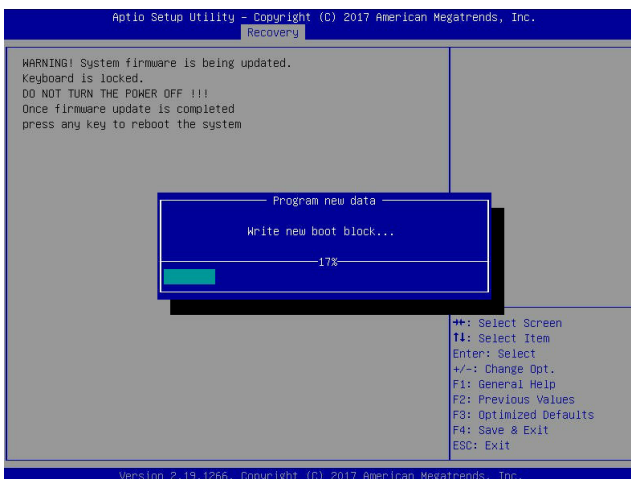 Aptio Setup Utility – Copyright (C) 2017 American Megatrends, Inc.
Recovery
WARNING! System firmware is being updated.
Keyboard is locked.
DO NOT TURN THE POWER OFF !!!
Once firmware update is completed
press any key to reboot the system
Program new data
Write new boot block...
17%
→←: Select Screen
↑↓: Select Item
Enter: Select
+/-: Change Opt.
F1: General Help
F2: Previous Values
F3: Optimized Defaults
F4: Save & Exit
ESC: Exit
Version 2.19.1266. Copyright (C) 2017 American Megatrends, Inc.